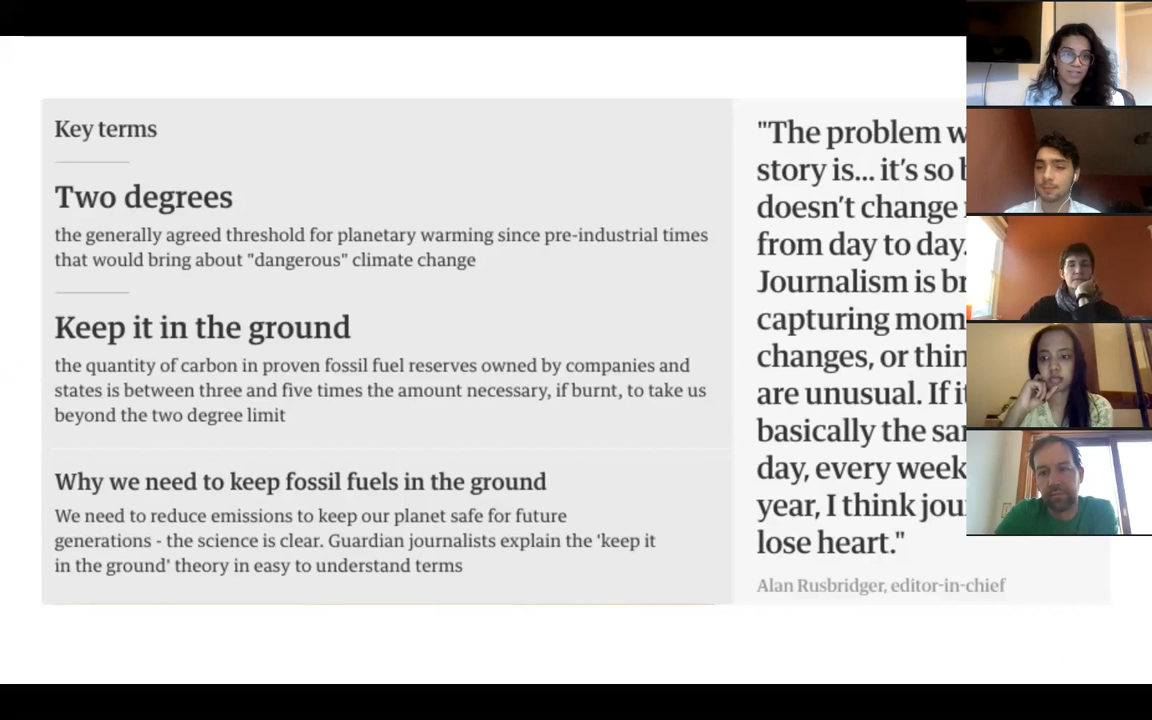 Key terms
Two degrees
the generally agreed threshold for planetary warming since pre-industrial times
that would bring about "dangerous" climate change
Keep it in the ground
the quantity of carbon in proven fossil fuel reserves owned by companies and
states is between three and five times the amount necessary, if burnt, to take us
beyond the two degree limit
Why we need to keep fossil fuels in the ground
We need to reduce emissions to keep our planet safe for future
generations - the science is clear. Guardian journalists explain the 'keep it
in the ground' theory in easy to understand terms
"The problem
story is... it's so
doesn't change
from day to day.
Journalism is
capturing
changes, or
are unusual. If
basically the
day, every week
year, I think
lose heart."
Alan Rusbridger, editor-in-chief